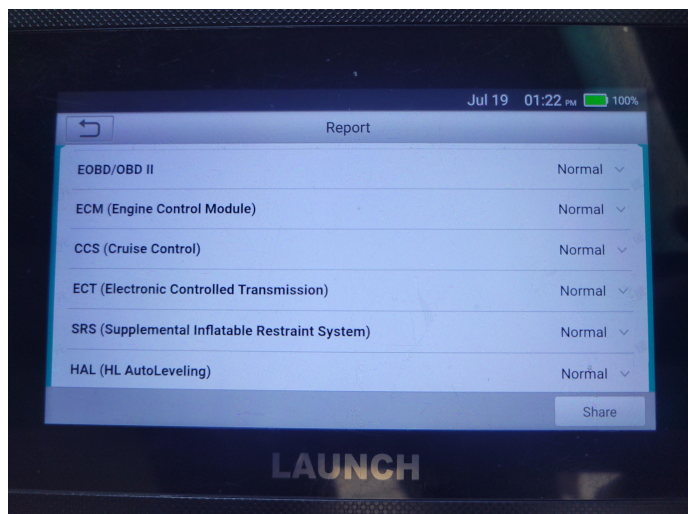 Jul 19 01:22 PM 100%
Report
EOBD/OBD II Normal
ECM (Engine Control Module) Normal
CCS (Cruise Control) Normal
ECT (Electronic Controlled Transmission) Normal
SRS (Supplemental Inflatable Restraint System) Normal
HAL (HL AutoLeveling) Normal
Share
LAUNCH